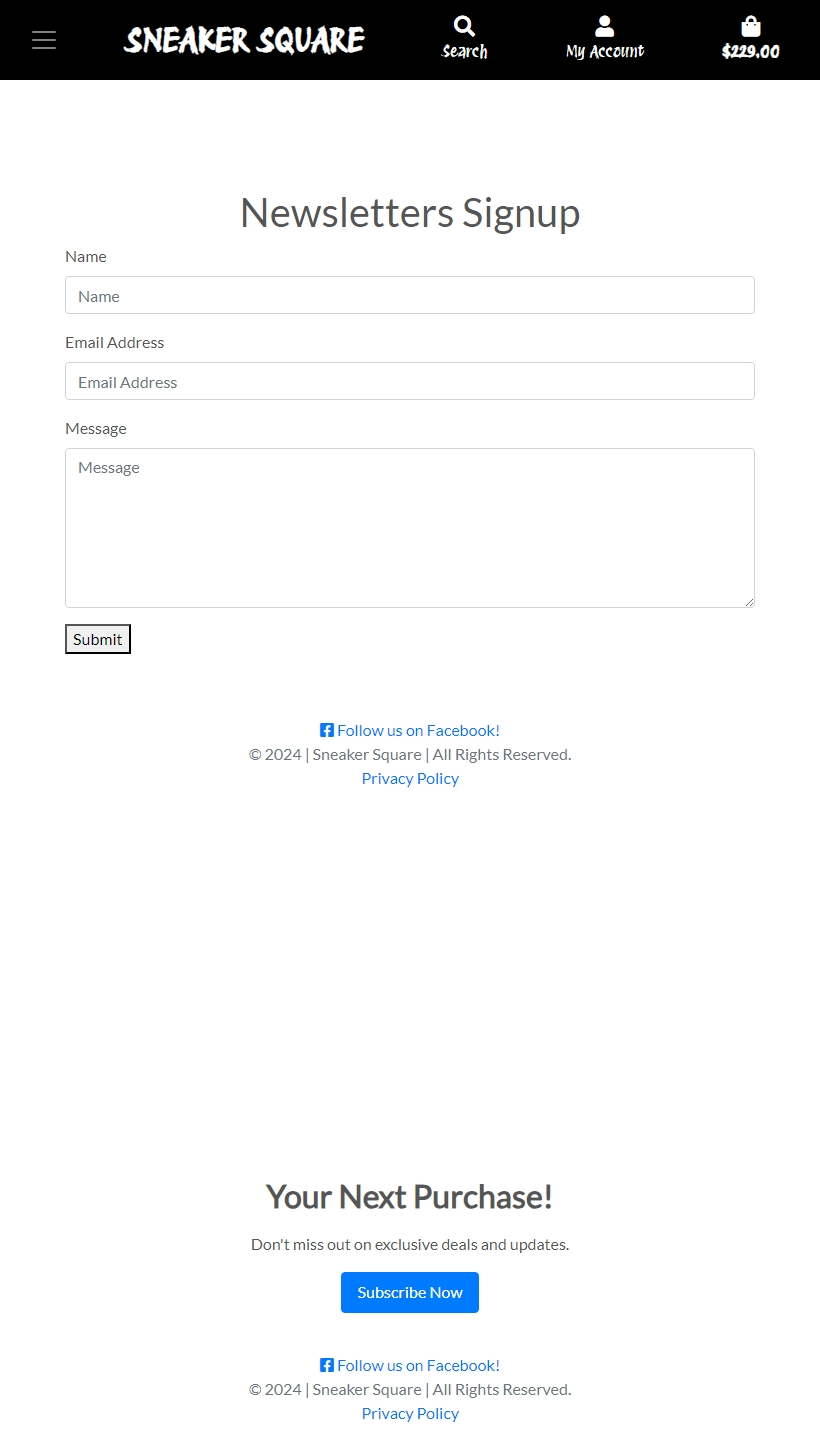 SNEAKER SQUARE
Search
My Account
$229.00
Newsletters Signup
Name
Name
Email Address
Email Address
Message
Message
Submit
Follow us on Facebook!
© 2024 | Sneaker Square | All Rights Reserved.
Privacy Policy
Your Next Purchase!
Don't miss out on exclusive deals and updates.
Subscribe Now
Follow us on Facebook!
© 2024 | Sneaker Square | All Rights Reserved.
Privacy Policy